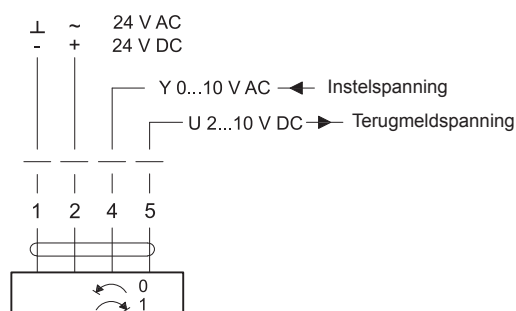 ⊥ ~ 24 V AC
- + 24 V DC
Y 0...10 V AC Instelspanning
U 2...10 V DC Terugmeldspanning
1 2 4 5
0
1